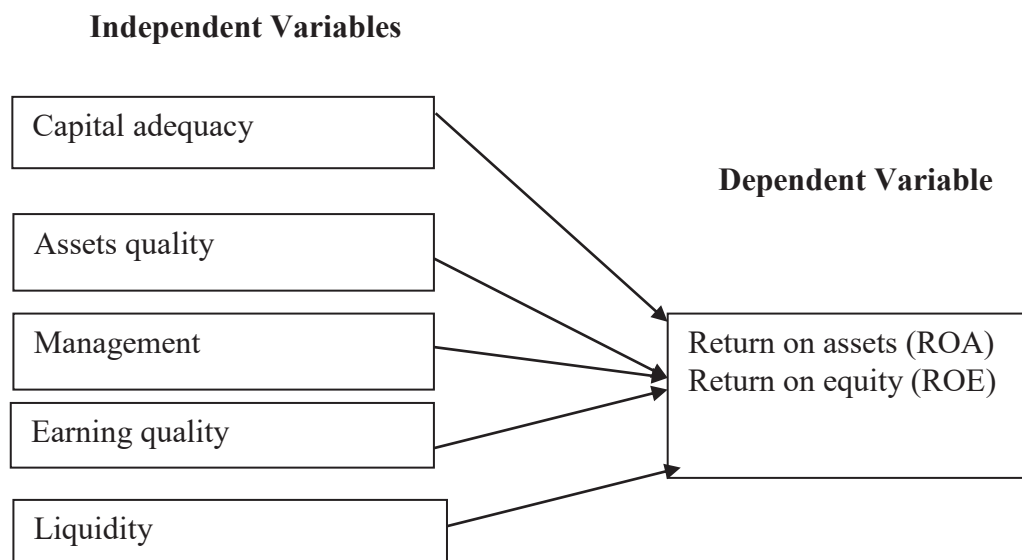 Independent Variables
Capital adequacy
Assets quality
Management
Earning quality
Liquidity
Dependent Variable
Return on assets (ROA)
Return on equity (ROE)